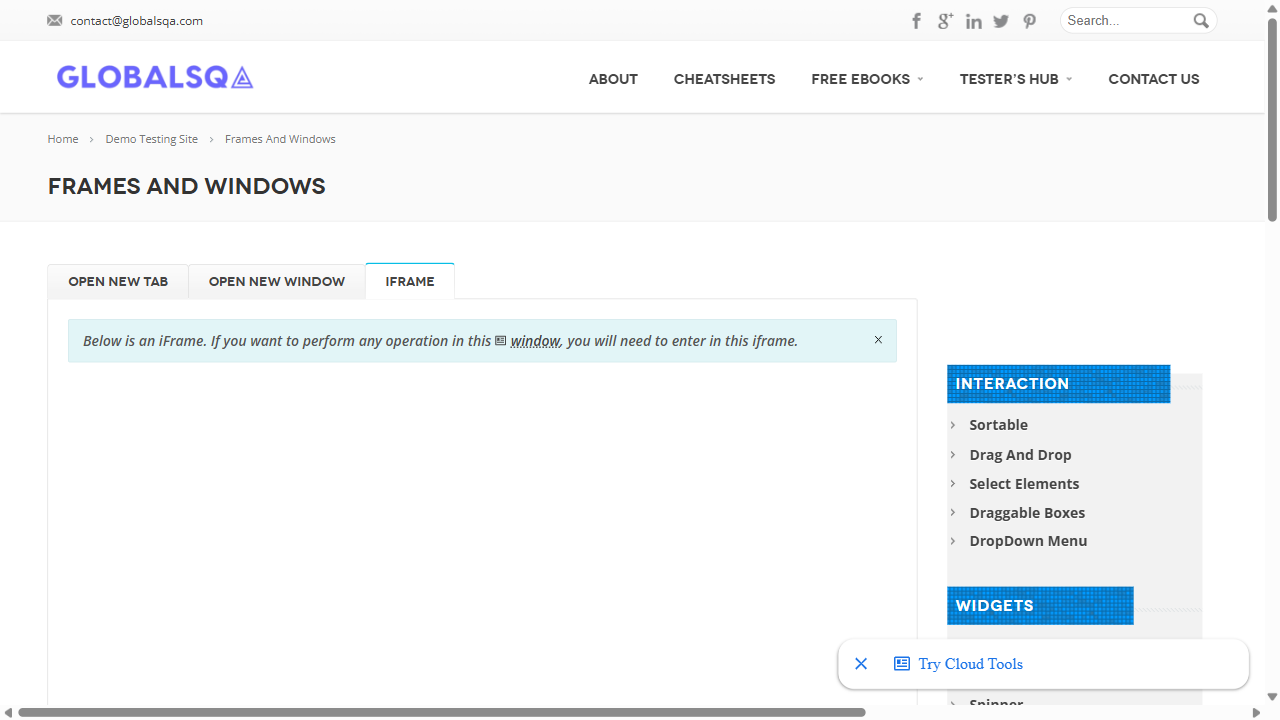 contact@globalsqa.com
Search...
GLOBALSQA
ABOUT
CHEATSHEETS
FREE EBOOKS
TESTER'S HUB
CONTACT US
Home › Demo Testing Site › Frames And Windows
FRAMES AND WINDOWS
OPEN NEW TAB
OPEN NEW WINDOW
IFRAME
Below is an iFrame. If you want to perform any operation in this window, you will need to enter in this iframe.
INTERACTION
Sortable
Drag And Drop
Select Elements
Draggable Boxes
DropDown Menu
WIDGETS
Try Cloud Tools
Spinner